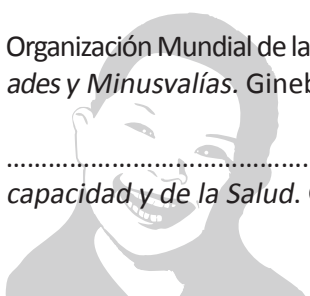 Organización Mundial de la
ades y Minusvalías. Gineb
.......................................
capacidad y de la Salud.